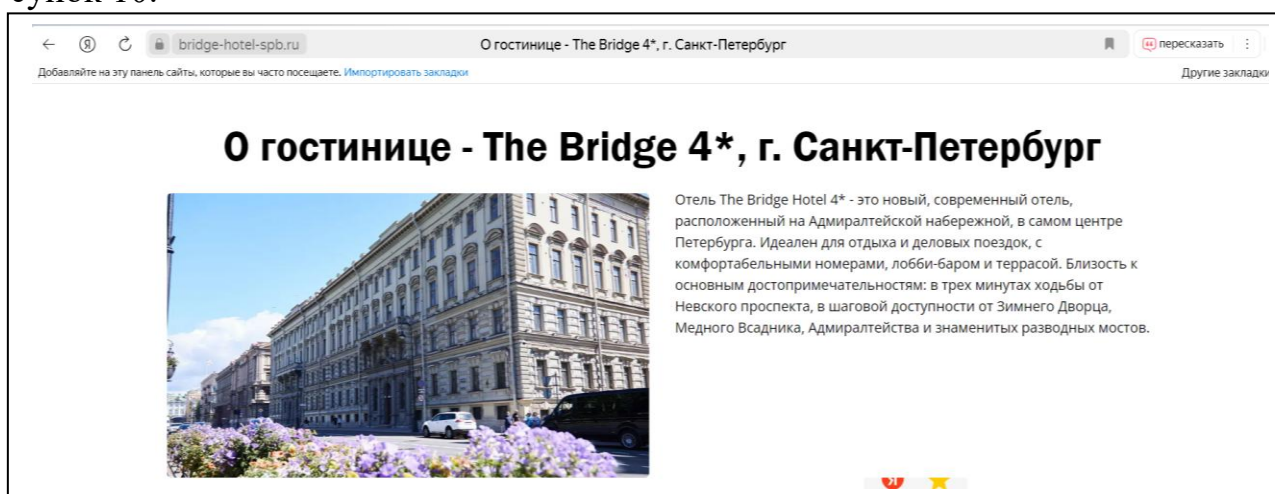 bridge-hotel-spb.ru О гостинице - The Bridge 4*, г. Санкт-Петербург пересказать
Добавляйте на эту панель сайты, которые вы часто посещаете. Импортировать закладки Другие закладки
О гостинице - The Bridge 4*, г. Санкт-Петербург
Отель The Bridge Hotel 4* - это новый, современный отель,
расположенный на Адмиралтейской набережной, в самом центре
Петербурга. Идеален для отдыха и деловых поездок, с
комфортабельными номерами, лобби-баром и террасой. Близость к
основным достопримечательностям: в трех минутах ходьбы от
Невского проспекта, в шаговой доступности от Зимнего Дворца,
Медного Всадника, Адмиралтейства и знаменитых разводных мостов.